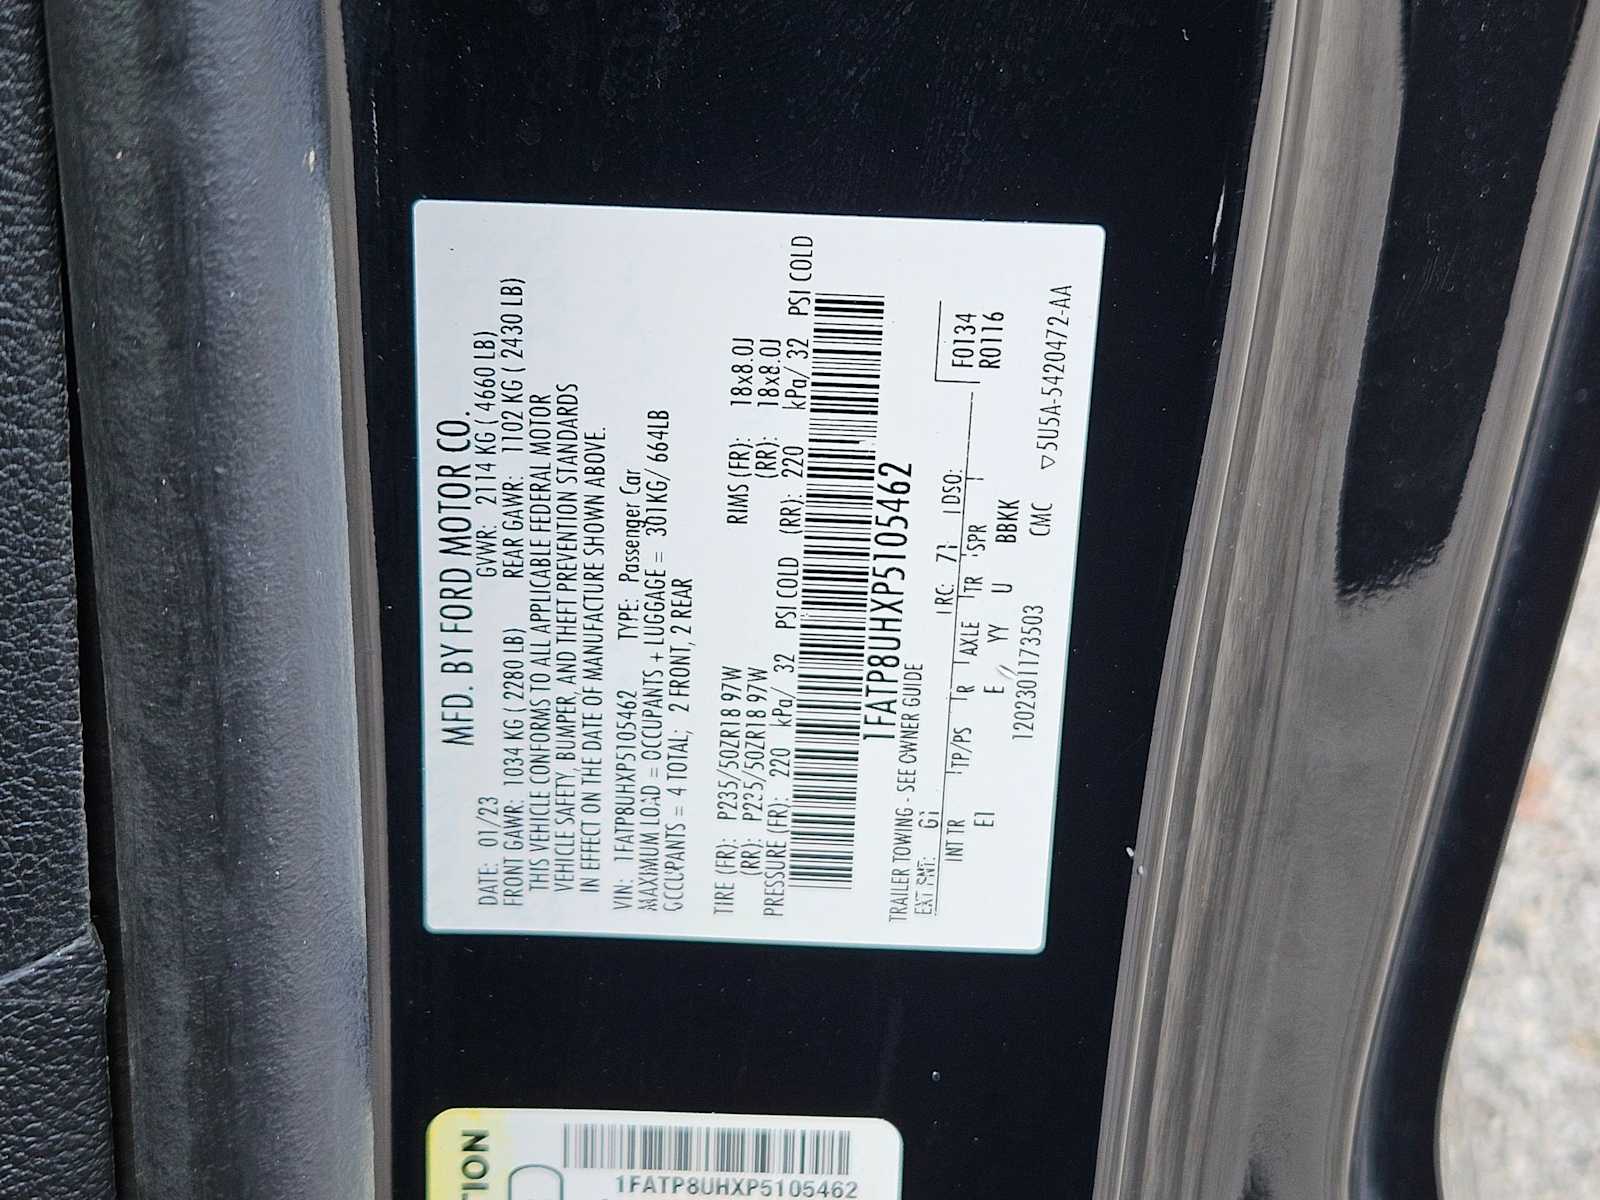 MFD. BY FORD MOTOR CO.
DATE: 01/23 GVWR: 2114 KG ( 4660 LB)
FRONT GAWR: 1034 KG ( 2280 LB) REAR GAWR: 1102 KG ( 2430 LB)
THIS VEHICLE CONFORMS TO ALL APPLICABLE FEDERAL MOTOR
VEHICLE SAFETY, BUMPER, AND THEFT PREVENTION STANDARDS
IN EFFECT ON THE DATE OF MANUFACTURE SHOWN ABOVE.
VIN: 1FATP8UHXP5105462 TYPE: Passenger Car
MAXIMUM LOAD = OCCUPANTS + LUGGAGE = 301KG/ 664LB
OCCUPANTS = 4 TOTAL; 2 FRONT, 2 REAR
TIRE (FR): P235/50ZR18 97W RIMS (FR): 18x8.0J
(RR): P235/50ZR18 97W (RR): 18x8.0J
PRESSURE (FR): 220 kPa/ 32 PSI COLD (RR): 220 kPa/ 32 PSI COLD
1FATP8UHXP5105462
TRAILER TOWING - SEE OWNER GUIDE
EXT PNT: G1 RC: 71 DSO: F0134
INT TR TP/PS R AXLE TR SPR R0116
EI E YY U BBKK
1202301173503 CMC ▽5U5A-5420472-AA
TION
1FATP8UHXP5105462